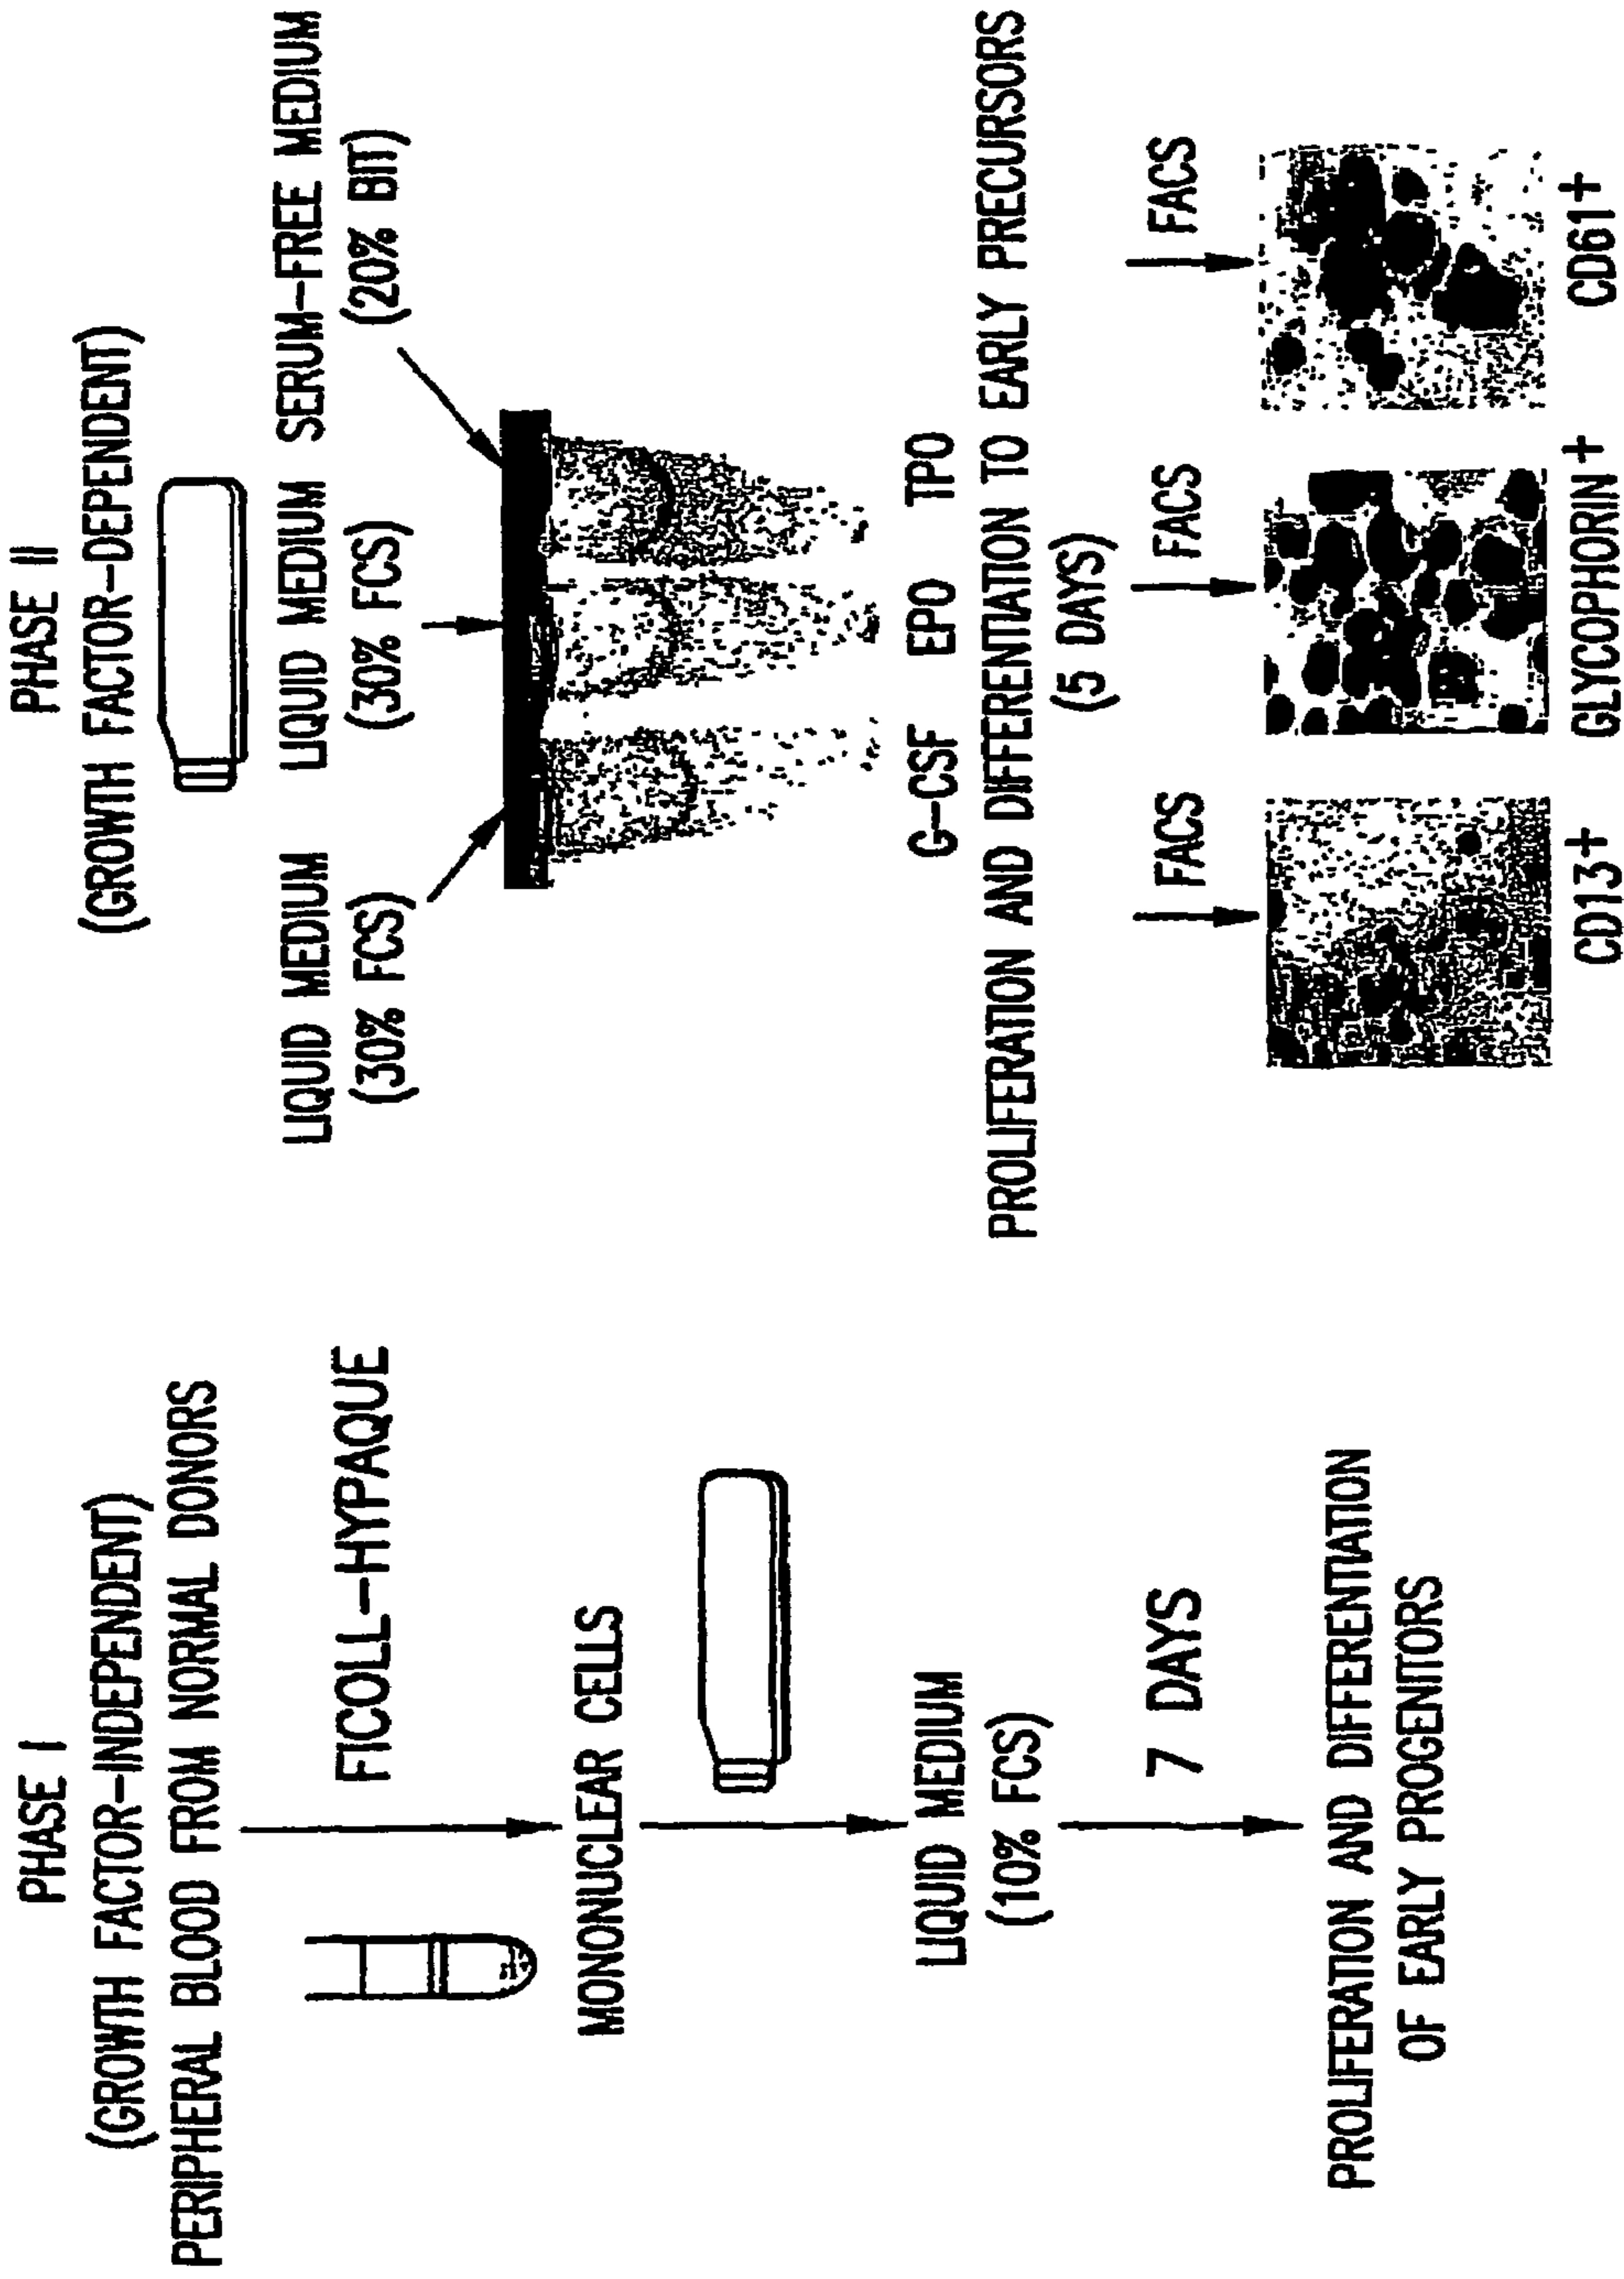 PHASE I
(GROWTH FACTOR-INDEPENDENT)
PERIPHERAL BLOOD FROM NORMAL DONORS
FICOLL-HYPAQUE
MONONUCLEAR CELLS
LIQUID MEDIUM
(10% FCS)
7 DAYS
PROLIFERATION AND DIFFERENTIATION
OF EARLY PROGENITORS
PHASE II
(GROWTH FACTOR-DEPENDENT)
LIQUID MEDIUM
(30% FCS)
LIQUID MEDIUM
(30% FCS)
SERUM-FREE MEDIUM
(20% BIT)
G-CSF EPO TPO
PROLIFERATION AND DIFFERENTIATION TO EARLY PRECURSORS
(5 DAYS)
FACS
FACS
FACS
CD13+
GLYCOPHORIN+
CD61+